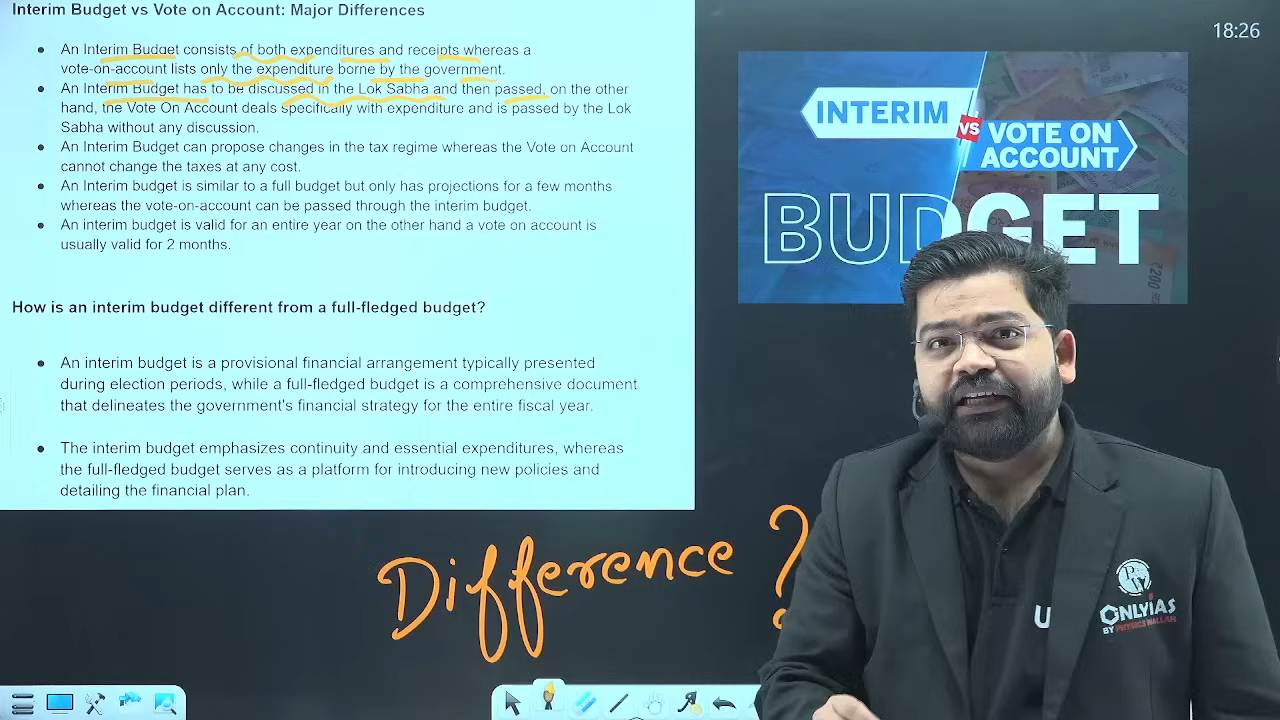 Interim Budget vs Vote on Account: Major Differences
● An Interim Budget consists of both expenditures and receipts whereas a
vote-on-account lists only the expenditure borne by the government.
● An Interim Budget has to be discussed in the Lok Sabha and then passed, on the other
hand, the Vote On Account deals specifically with expenditure and is passed by the Lok
Sabha without any discussion.
● An Interim Budget can propose changes in the tax regime whereas the Vote on Account
cannot change the taxes at any cost.
● An Interim budget is similar to a full budget but only has projections for a few months
whereas the vote-on-account can be passed through the interim budget.
● An interim budget is valid for an entire year on the other hand a vote on account is
usually valid for 2 months.
How is an interim budget different from a full-fledged budget?
● An interim budget is a provisional financial arrangement typically presented
during election periods, while a full-fledged budget is a comprehensive document
that delineates the government's financial strategy for the entire fiscal year.
● The interim budget emphasizes continuity and essential expenditures, whereas
the full-fledged budget serves as a platform for introducing new policies and
detailing the financial plan.
18:26
INTERIM
VS
VOTE ON
ACCOUNT
BUDGET
₹200
Difference ?
U
PW
ONLYIAS
BY PHYSICS WALLAH